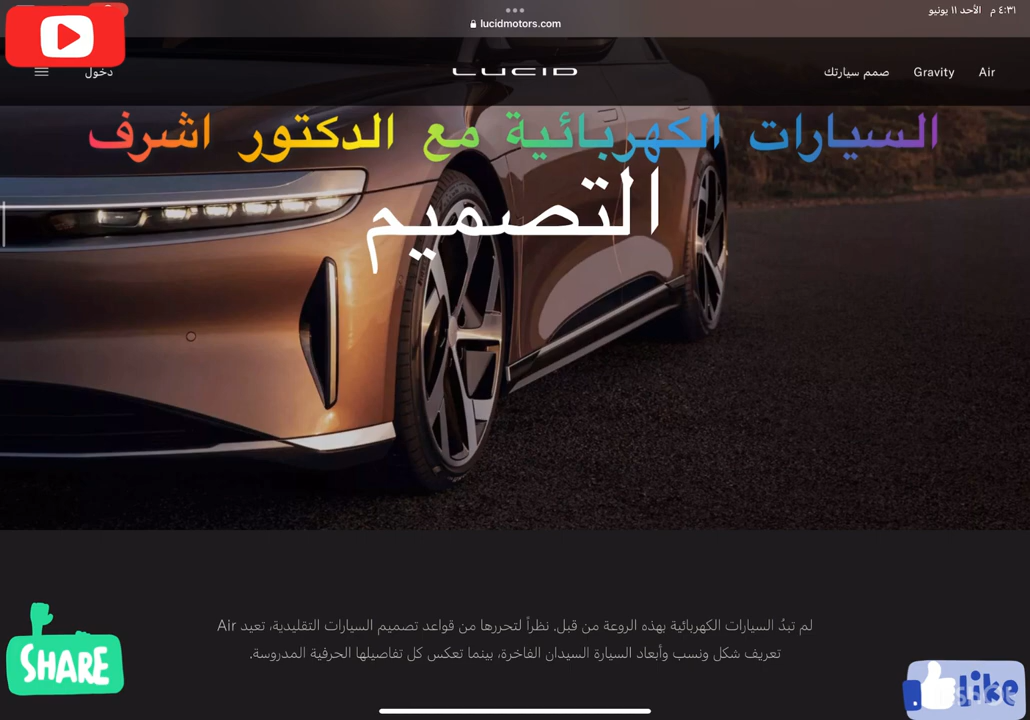 ٤:٣١ م الأحد ١١ يونيو
lucidmotors.com
Air Gravity صمم سيارتك
LUCID
دخول
السيارات الكهربائية مع الدكتور اشرف
التصميم
لم تبدُ السيارات الكهربائية بهذه الروعة من قبل. نظراً لتحررها من قواعد تصميم السيارات التقليدية، تعيد Air
تعريف شكل ونسب وأبعاد السيارة السيدان الفاخرة، بينما تعكس كل تفاصيلها الحرفية المدروسة.
SHARE
like